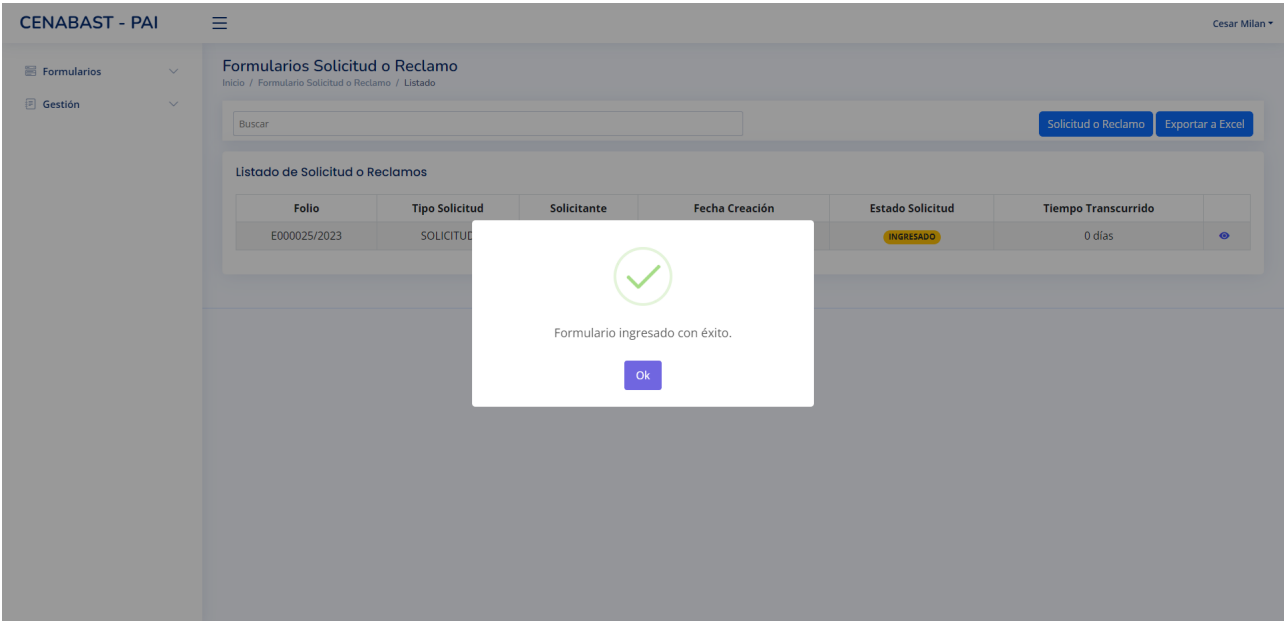 CENABAST - PAI
Cesar Milan
Formularios
Gestión
Formularios Solicitud o Reclamo
Inicio / Formulario Solicitud o Reclamo / Listado
Buscar
Solicitud o Reclamo
Exportar a Excel
Listado de Solicitud o Reclamos
Folio Tipo Solicitud Solicitante Fecha Creación Estado Solicitud Tiempo Transcurrido
E000025/2023 SOLICITUD INGRESADO 0 días
Formulario ingresado con éxito.
Ok